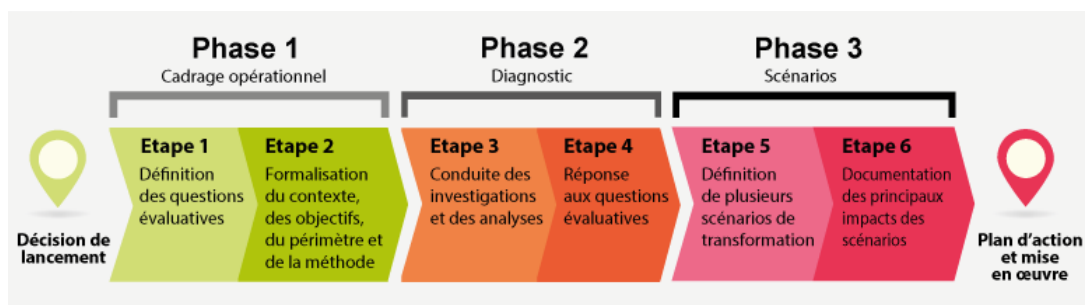 Phase 1
Cadrage opérationnel
Phase 2
Diagnostic
Phase 3
Scénarios
Décision de
lancement
Etape 1
Définition
des questions
évaluatives
Etape 2
Formalisation
du contexte,
des objectifs,
du périmètre et
de la méthode
Etape 3
Conduite des
investigations
et des analyses
Etape 4
Réponse
aux questions
évaluatives
Etape 5
Définition
de plusieurs
scénarios de
transformation
Etape 6
Documentation
des principaux
impacts des
scénarios
Plan d’action
et mise
en œuvre